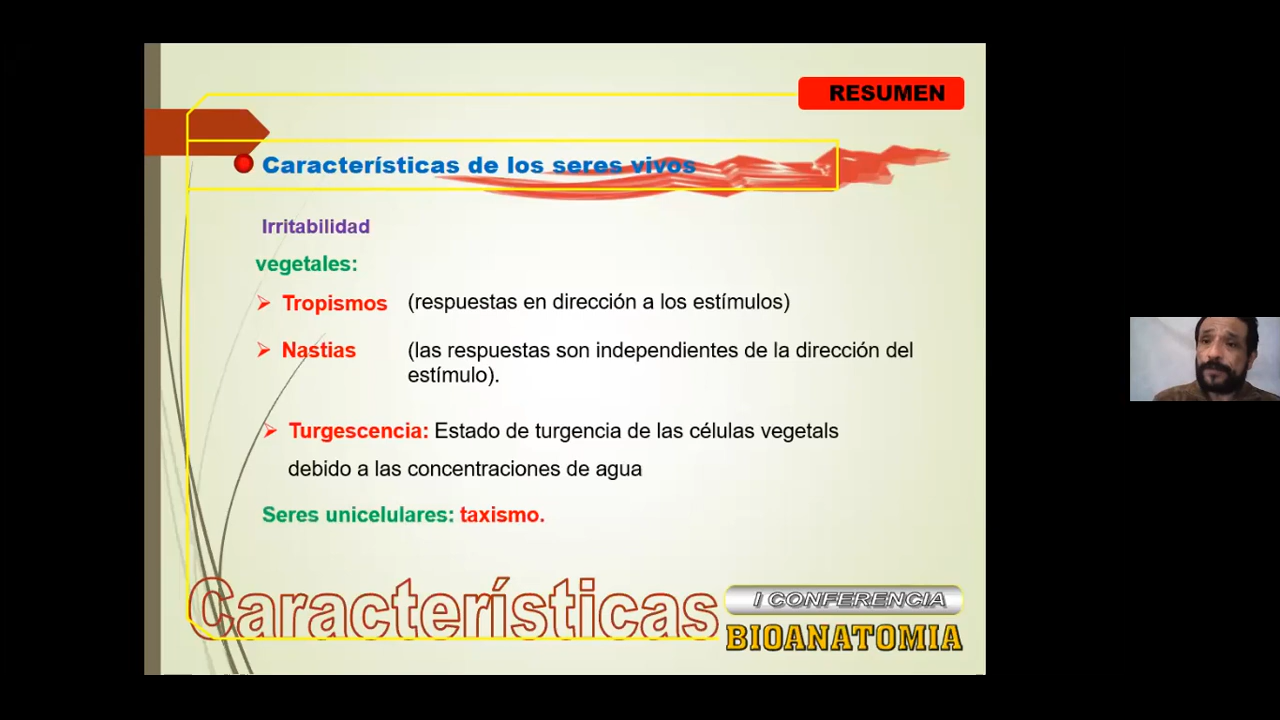 RESUMEN
Características de los seres vivos
Irritabilidad
vegetales:
Tropismos (respuestas en dirección a los estímulos)
Nastias (las respuestas son independientes de la dirección del
estímulo).
Turgescencia: Estado de turgencia de las células vegetals
debido a las concentraciones de agua
Seres unicelulares: taxismo.
Características
I CONFERENCIA
BIOANATOMIA